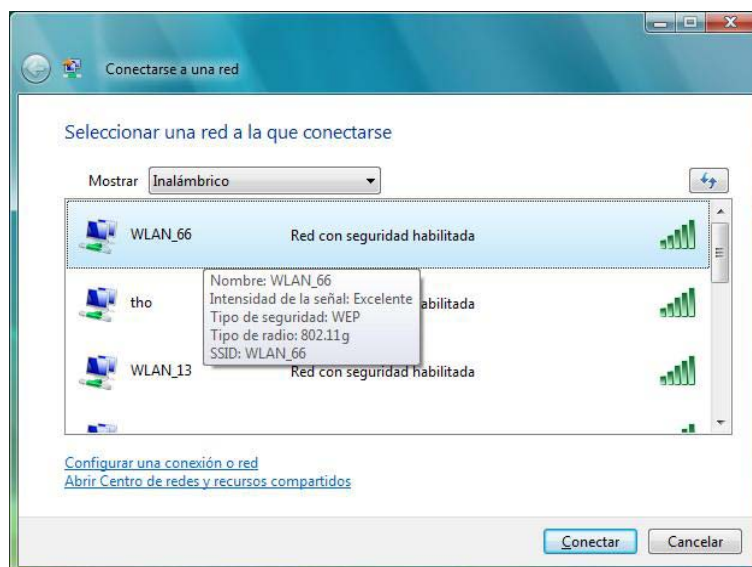 Conectarse a una red
Seleccionar una red a la que conectarse
Mostrar Inalámbrico
WLAN_66 Red con seguridad habilitada
Nombre: WLAN_66
Intensidad de la señal: Excelente
tho abilitada
Tipo de seguridad: WEP
Tipo de radio: 802.11g
SSID: WLAN_66
WLAN_13 Red con seguridad habilitada
Configurar una conexión o red
Abrir Centro de redes y recursos compartidos
Conectar Cancelar